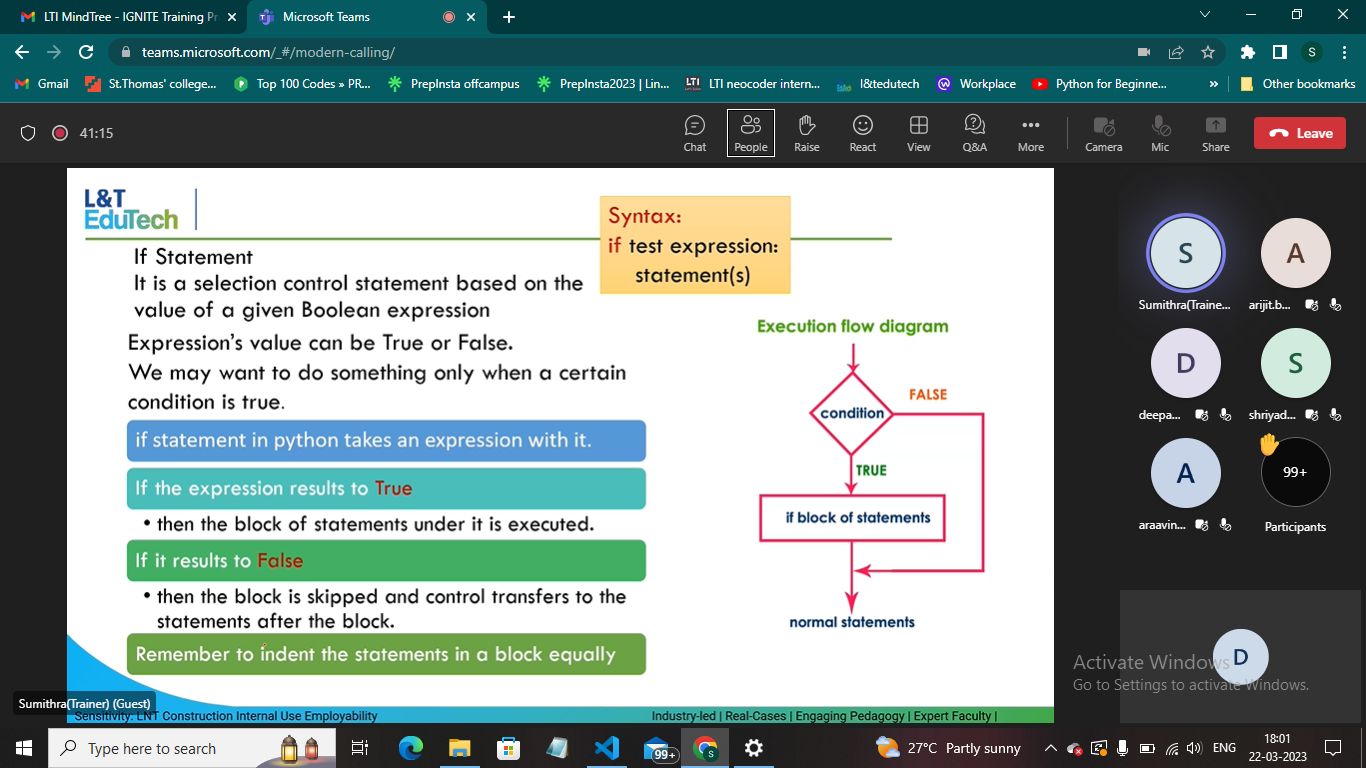 LTI MindTree - IGNITE Training Pr
Microsoft Teams
teams.microsoft.com/_#/modern-calling/
S
Gmail
St.Thomas' college...
Top 100 Codes » PR...
PrepInsta offcampus
PrepInsta2023 | Lin...
LTI neocoder intern...
l&tedutech
Workplace
Python for Beginne...
»
Other bookmarks
41:15
Chat
People
Raise
React
View
Q&A
More
Camera
Mic
Share
Leave
L&T
EduTech
Syntax:
if test expression:
statement(s)
If Statement
It is a selection control statement based on the
value of a given Boolean expression
Expression's value can be True or False.
We may want to do something only when a certain
condition is true.
if statement in python takes an expression with it.
If the expression results to True
• then the block of statements under it is executed.
If it results to False
• then the block is skipped and control transfers to the
statements after the block.
Remember to indent the statements in a block equally
Execution flow diagram
condition
FALSE
TRUE
if block of statements
normal statements
Sumithra(Trainer) (Guest)
Sensitivity: LNT Construction Internal Use Employability
Industry-led | Real-Cases | Engaging Pedagogy | Expert Faculty |
S
A
Sumithra(Traine...
arijit.b...
D
S
deepa...
shriyad...
A
99+
araavin...
Participants
D
Activate Windows
Go to Settings to activate Windows.
Type here to search
99+
S
27°C Partly sunny
ENG
18:01
22-03-2023